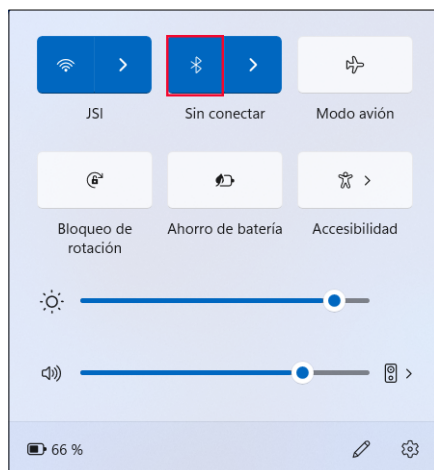 JSI
Sin conectar
Modo avión
Bloqueo de
rotación
Ahorro de batería
Accesibilidad
66 %